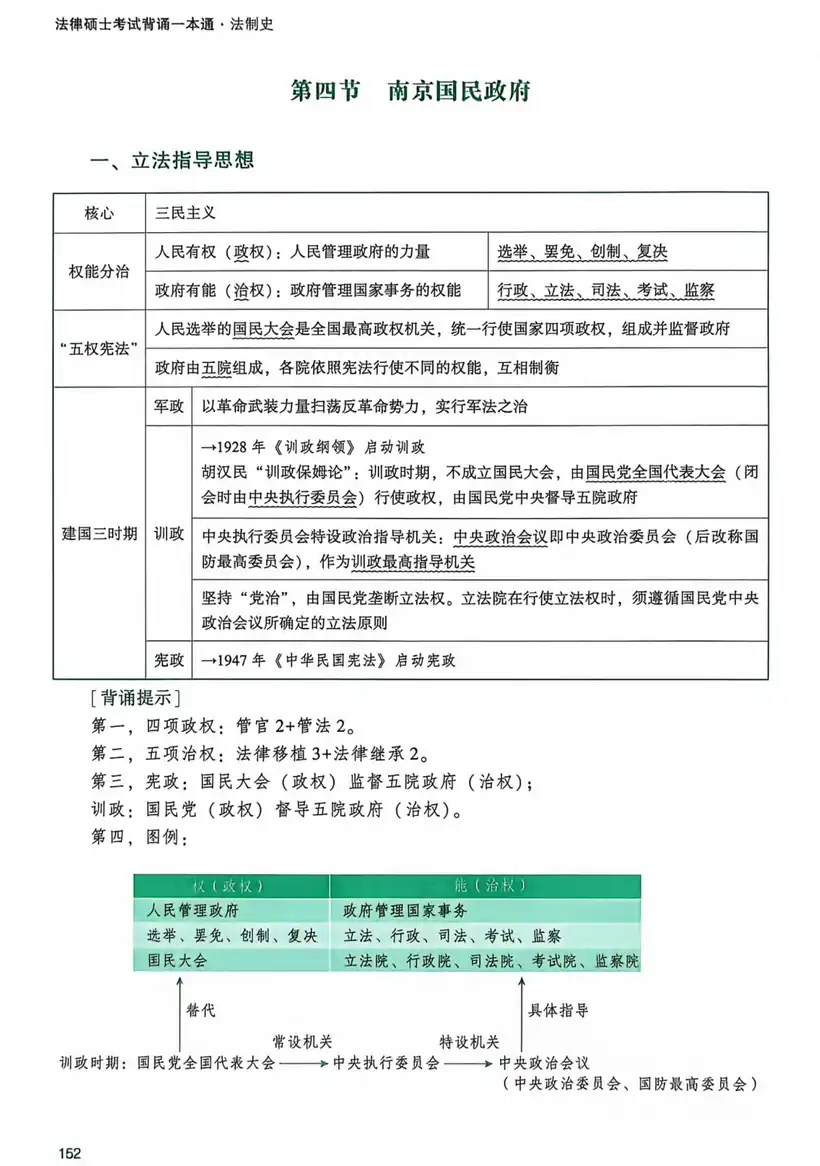 法律硕士考试背诵一本通·法制史
第四节 南京国民政府
一、立法指导思想
核心 三民主义
权能分治
人民有权（政权）：人民管理政府的力量 选举、罢免、创制、复决
政府有能（治权）：政府管理国家事务的权能 行政、立法、司法、考试、监察
“五权宪法”
人民选举的国民大会是全国最高政权机关，统一行使国家四项政权，组成并监督政府
政府由五院组成，各院依照宪法行使不同的权能，互相制衡
建国三时期
军政 以革命武装力量扫荡反革命势力，实行军法之治
训政
→1928 年《训政纲领》启动训政
胡汉民“训政保姆论”：训政时期，不成立国民大会，由国民党全国代表大会（闭
会时由中央执行委员会）行使政权，由国民党中央督导五院政府
中央执行委员会特设政治指导机关：中央政治会议即中央政治委员会（后改称国
防最高委员会），作为训政最高指导机关
坚持“党治”，由国民党垄断立法权。立法院在行使立法权时，须遵循国民党中央
政治会议所确定的立法原则
宪政 →1947 年《中华民国宪法》启动宪政
[背诵提示]
第一，四项政权：管官 2+管法 2。
第二，五项治权：法律移植 3+法律继承 2。
第三，宪政：国民大会（政权）监督五院政府（治权）；
训政：国民党（政权）督导五院政府（治权）。
第四，图例：
权（政权） 能（治权）
人民管理政府 政府管理国家事务
选举、罢免、创制、复决 立法、行政、司法、考试、监察
国民大会 立法院、行政院、司法院、考试院、监察院
替代 具体指导
常设机关 特设机关
训政时期：国民党全国代表大会→中央执行委员会→中央政治会议
（中央政治委员会、国防最高委员会）
152